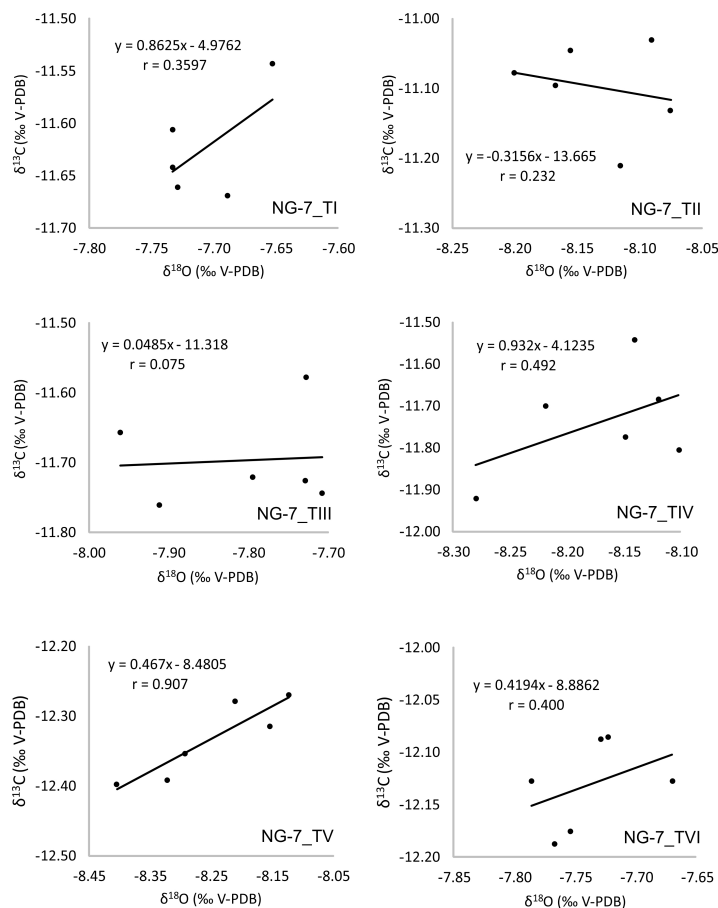 -11.50
-11.55
-11.60
-11.65
-11.70
δ¹³C (‰ V-PDB)
y = 0.8625x - 4.9762
r = 0.3597
NG-7_TI
-7.80 -7.75 -7.70 -7.65 -7.60
δ¹⁸O (‰ V-PDB)
-11.00
-11.10
-11.20
-11.30
δ¹³C (‰ V-PDB)
y = -0.3156x - 13.665
r = 0.232
NG-7_TII
-8.25 -8.20 -8.15 -8.10 -8.05
δ¹⁸O (‰ V-PDB)
-11.50
-11.60
-11.70
-11.80
δ¹³C (‰ V-PDB)
y = 0.0485x - 11.318
r = 0.075
NG-7_TIII
-8.00 -7.90 -7.80 -7.70
δ¹⁸O (‰ V-PDB)
-11.50
-11.60
-11.70
-11.80
-11.90
-12.00
δ¹³C (‰ V-PDB)
y = 0.932x - 4.1235
r = 0.492
NG-7_TIV
-8.30 -8.25 -8.20 -8.15 -8.10
δ¹⁸O (‰ V-PDB)
-12.20
-12.30
-12.40
-12.50
δ¹³C (‰ V-PDB)
y = 0.467x - 8.4805
r = 0.907
NG-7_TV
-8.45 -8.35 -8.25 -8.15 -8.05
δ¹⁸O (‰ V-PDB)
-12.00
-12.05
-12.10
-12.15
-12.20
δ¹³C (‰ V-PDB)
y = 0.4194x - 8.8862
r = 0.400
NG-7_TVI
-7.85 -7.80 -7.75 -7.70 -7.65
δ¹⁸O (‰ V-PDB)